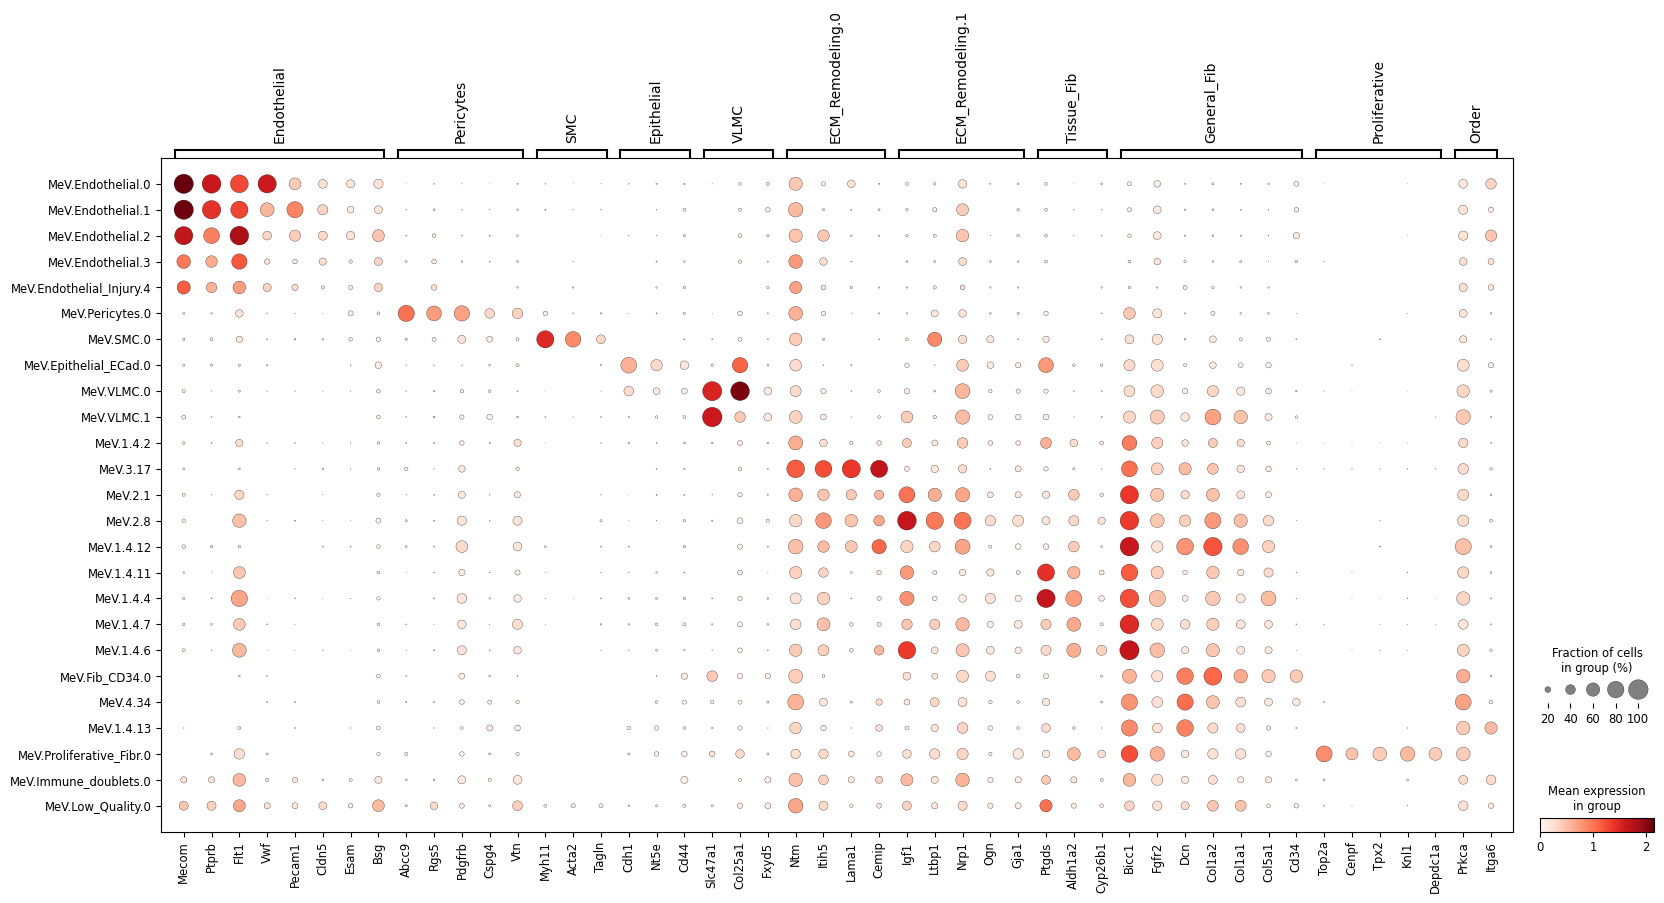 Endothelial
Pericytes
SMC
Epithelial
VLMC
ECM_Remodeling.0
ECM_Remodeling.1
Tissue_Fib
General_Fib
Proliferative
Order
MeV.Endothelial.0
MeV.Endothelial.1
MeV.Endothelial.2
MeV.Endothelial.3
MeV.Endothelial_Injury.4
MeV.Pericytes.0
MeV.SMC.0
MeV.Epithelial_ECad.0
MeV.VLMC.0
MeV.VLMC.1
MeV.1.4.2
MeV.3.17
MeV.2.1
MeV.2.8
MeV.1.4.12
MeV.1.4.11
MeV.1.4.4
MeV.1.4.7
MeV.1.4.6
MeV.Fib_CD34.0
MeV.4.34
MeV.1.4.13
MeV.Proliferative_Fibr.0
MeV.Immune_doublets.0
MeV.Low_Quality.0
Mecom
Ptprb
Flt1
Vwf
Pecam1
Cldn5
Esam
Bsg
Abcc9
Rgs5
Pdgfrb
Cspg4
Vtn
Myh11
Acta2
Tagln
Cdh1
Nt5e
Cd44
Slc47a1
Col25a1
Fxyd5
Ntm
Itih5
Lama1
Cemip
Igf1
Ltbp1
Nrp1
Ogn
Gja1
Ptgds
Aldh1a2
Cyp26b1
Bicc1
Fgfr2
Dcn
Col1a2
Col1a1
Col5a1
Cd34
Top2a
Cenpf
Tpx2
Knl1
Depdc1a
Prkca
Itga6
Fraction of cells
in group (%)
20 40 60 80 100
Mean expression
in group
0 1 2